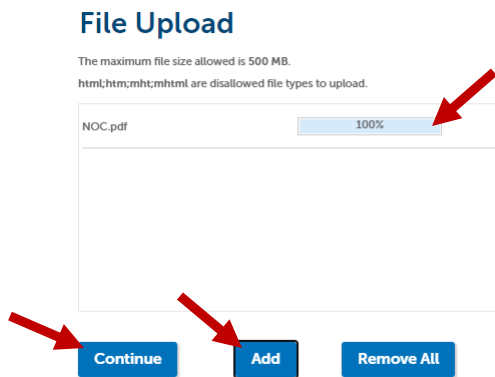 File Upload
The maximum file size allowed is 500 MB.
html;htm;mht;mhtml are disallowed file types to upload.
NOC.pdf 100%
Continue Add Remove All